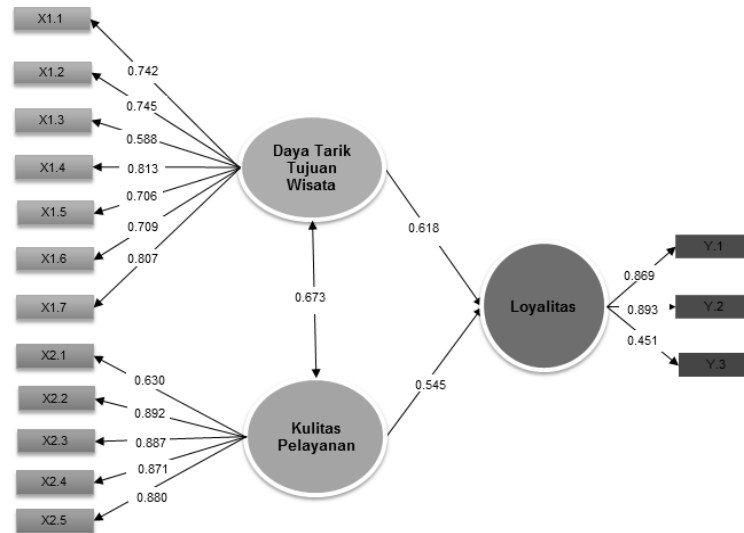 X1.1
X1.2
X1.3
X1.4
X1.5
X1.6
X1.7
0.742
0.745
0.588
0.813
0.706
0.709
0.807
Daya Tarik
Tujuan
Wisata
0.618
0.673
Loyalitas
0.869
0.893
0.451
Y.1
Y.2
Y.3
X2.1
X2.2
X2.3
X2.4
X2.5
0.630
0.892
0.887
0.871
0.880
Kulitas
Pelayanan
0.545